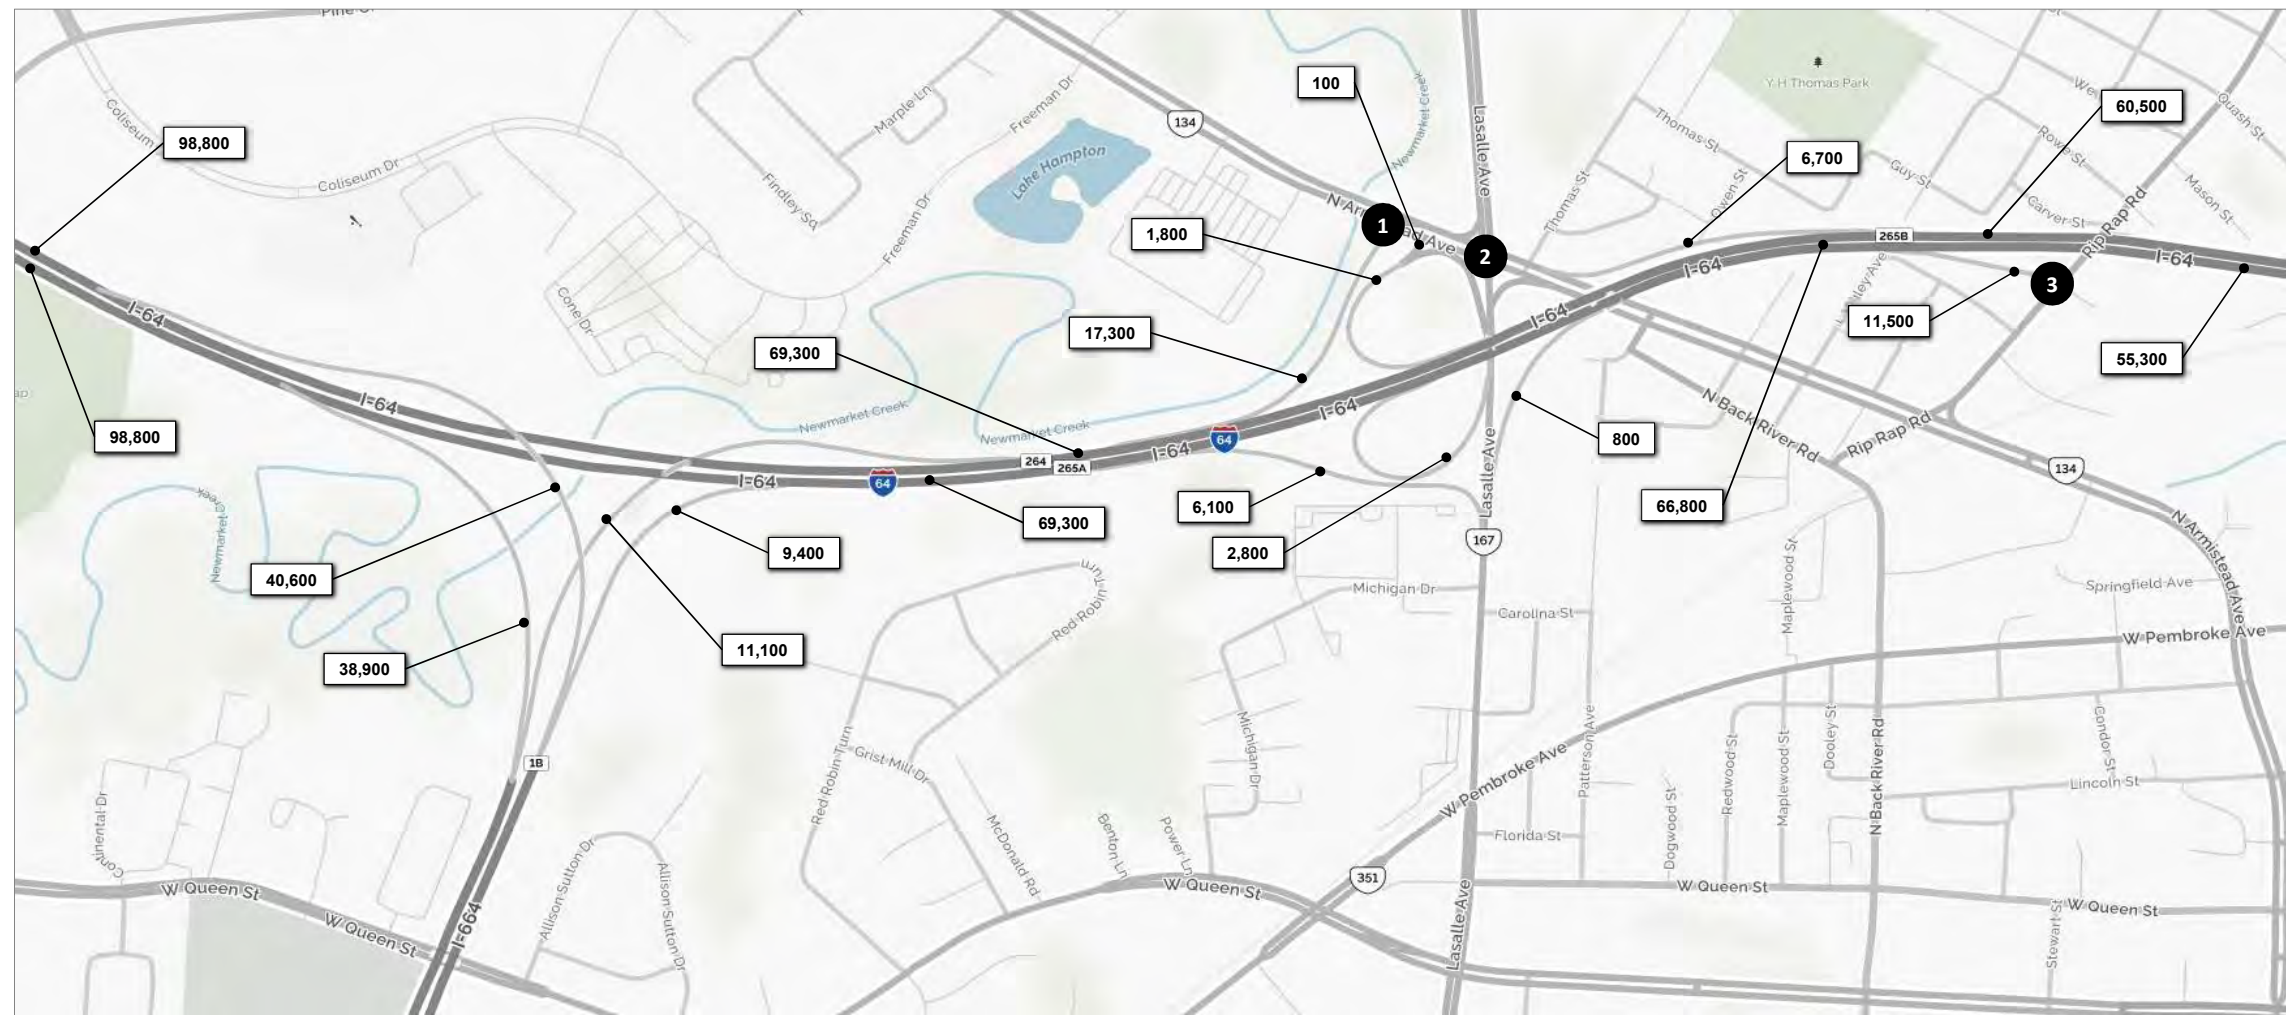 98,800
98,800
69,300
69,300
40,600
38,900
9,400
11,100
17,300
1,800
100
6,100
2,800
800
6,700
66,800
60,500
11,500
55,300
1
2
3
Coliseum Dr
Coliseum
Findley Sq
Marple Ln
Freeman Dr
Freeman Dr
Cone Dr
Lake Hampton
134
N Ar
ad Ave
Newmarket Creek
Lasalle Ave
Thomas St
Thomas St
Owen St
Y H Thomas Park
Guy St
We
Rowe St
Carver St
Quash St
Mason St
Rip Rap Rd
265B
I-64
I-64
I-64
I-64
I-64
I-64
I-64
I-64
64
64
264
265A
Newmarket Creek
Newmarket Creek
Newmarket Creek
N Back River Rd
Rip Rap Rd
134
N Armistead Ave
Lasalle Ave
167
Michigan Dr
Carolina St
Maplewood St
Springfield Ave
W Pembroke Ave
Red Robin Turn
Red Robin Turn
Grist Mill Dr
McDonald Rd
Benton Ln
Power Ln
Michigan Dr
Patterson Ave
W Pembroke Ave
Redwood St
Maplewood St
Dooley St
Dogwood St
N Back River Rd
Condor St
Lincoln St
Florida St
351
1B
Continental Dr
Allison Sutton Dr
Allison Sutton Dr
I-664
W Queen St
W Queen St
W Queen St
W Queen St
W Queen St
Lasalle Ave
Stewart St